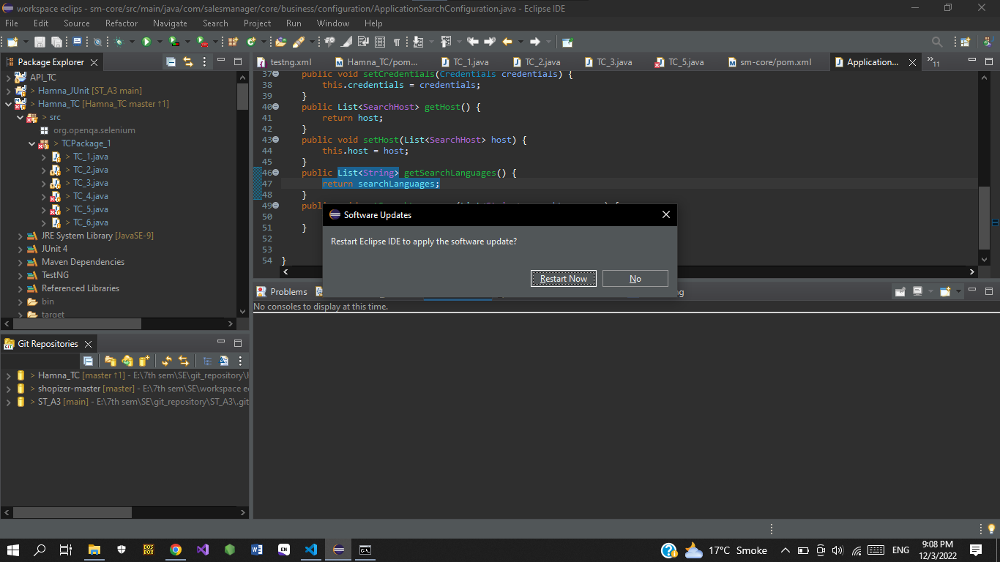 workspace eclips - sm-core/src/main/java/com/salesmanager/core/business/configuration/ApplicationSearchConfiguration.java - Eclipse IDE
File Edit Source Refactor Navigate Search Project Run Window Help
Package Explorer
testng.xml Hamna_TC/pom... TC_1.java TC_2.java TC_3.java TC_5.java sm-core/pom.xml Application... »11
API_TC
> Hamna_JUnit [ST_A3 main]
> Hamna_TC [Hamna_TC master ↑1]
> src
org.openqa.selenium
> TCPackage_1
> TC_1.java
> TC_2.java
> TC_3.java
> TC_4.java
> TC_5.java
> TC_6.java
JRE System Library [JavaSE-9]
JUnit 4
Maven Dependencies
TestNG
Referenced Libraries
bin
target
37 public void setCredentials(Credentials credentials) {
38 this.credentials = credentials;
39 }
40 public List<SearchHost> getHost() {
41 return host;
42 }
43 public void setHost(List<SearchHost> host) {
44 this.host = host;
45 }
46 public List<String> getSearchLanguages() {
47 return searchLanguages;
48 }
49
50
51 }
52
53
54 }
Software Updates
Restart Eclipse IDE to apply the software update?
Restart Now No
Problems
No consoles to display at this time.
Git Repositories
> Hamna_TC [master ↑1] - E:\7th sem\SE\git_repository\
> shopizer-master [master] - E:\7th sem\SE\workspace ec
> ST_A3 [main] - E:\7th sem\SE\git_repository\ST_A3\.git
DOS BOX
EN
17°C Smoke
ENG
9:08 PM
12/3/2022